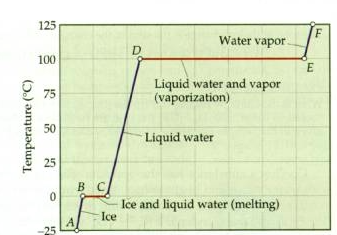 125
F
Water vapor
100
D
E
Liquid water and vapor
(vaporization)
75
Temperature (°C)
50
Liquid water
25
B
C
0
Ice and liquid water (melting)
A
Ice
-25